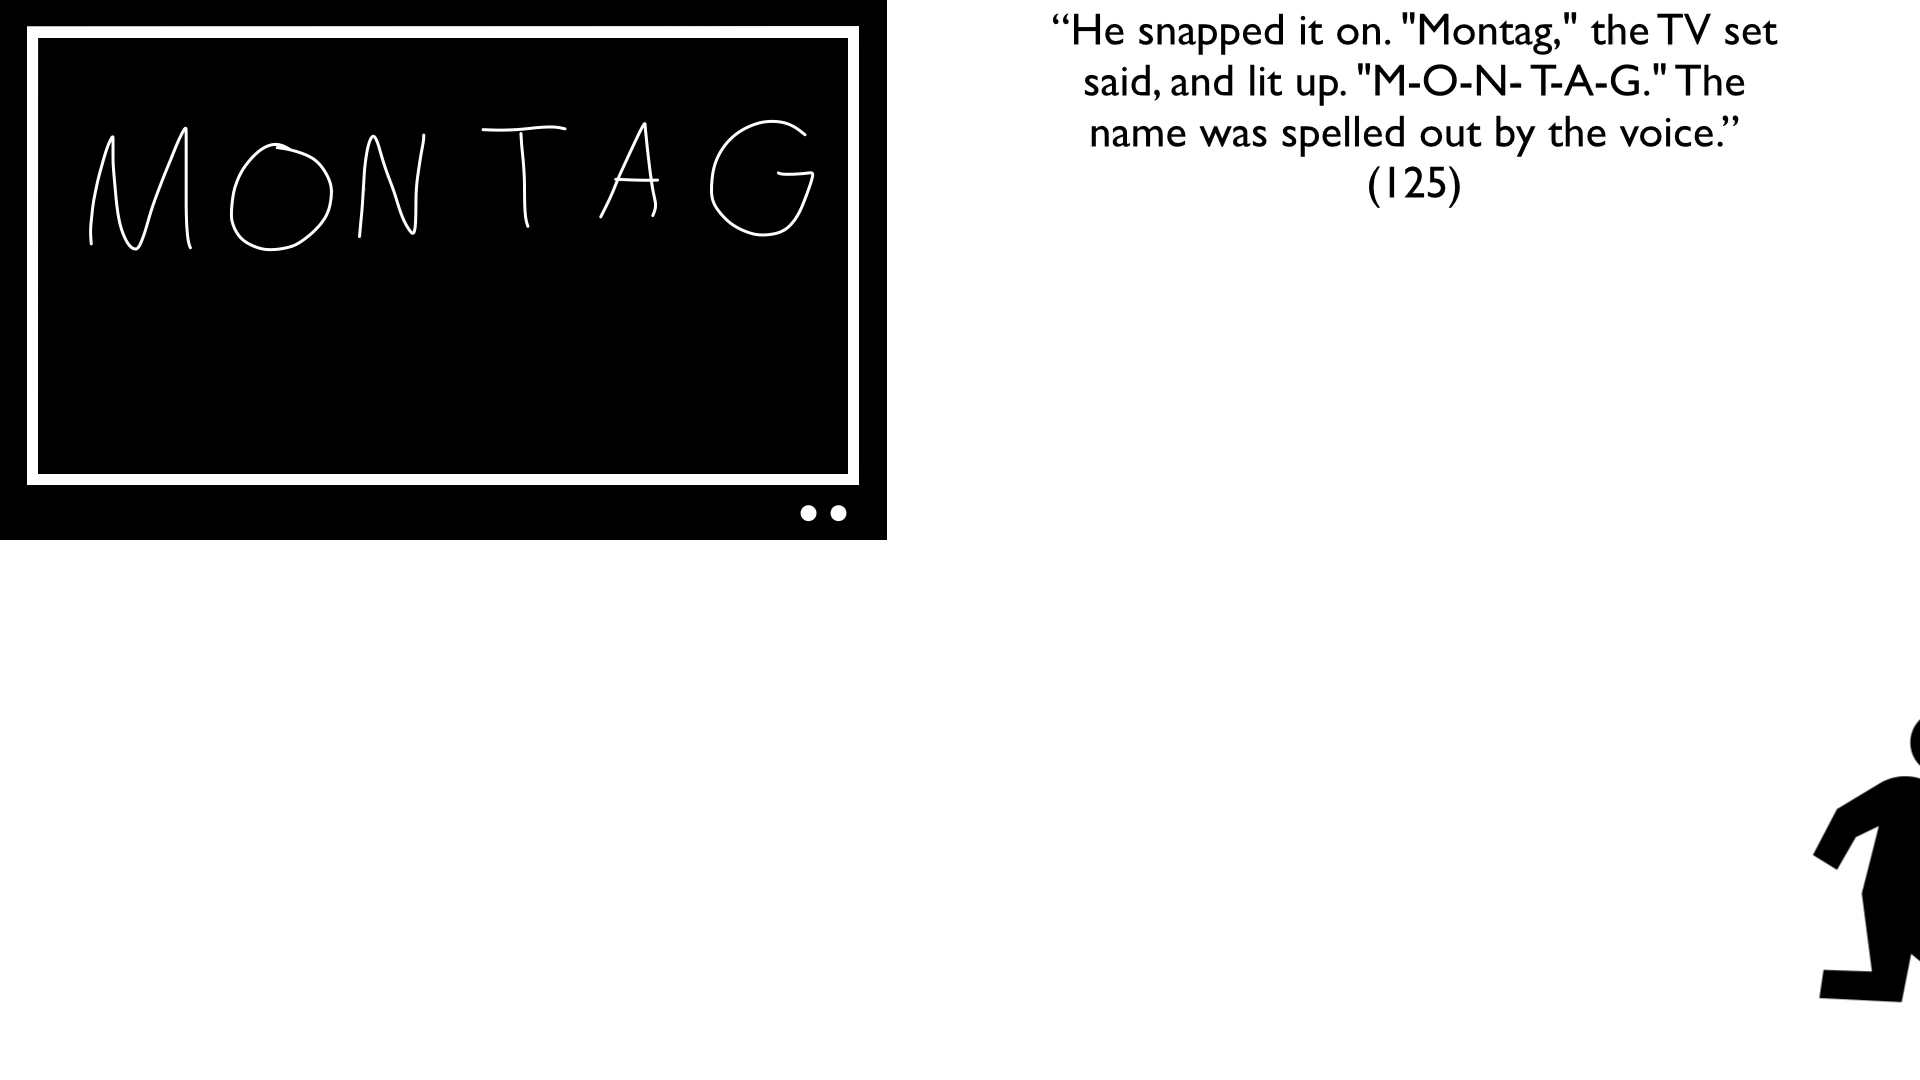 MONTAG
“He snapped it on. "Montag," the TV set
said, and lit up. "M-O-N- T-A-G." The
name was spelled out by the voice.”
(125)